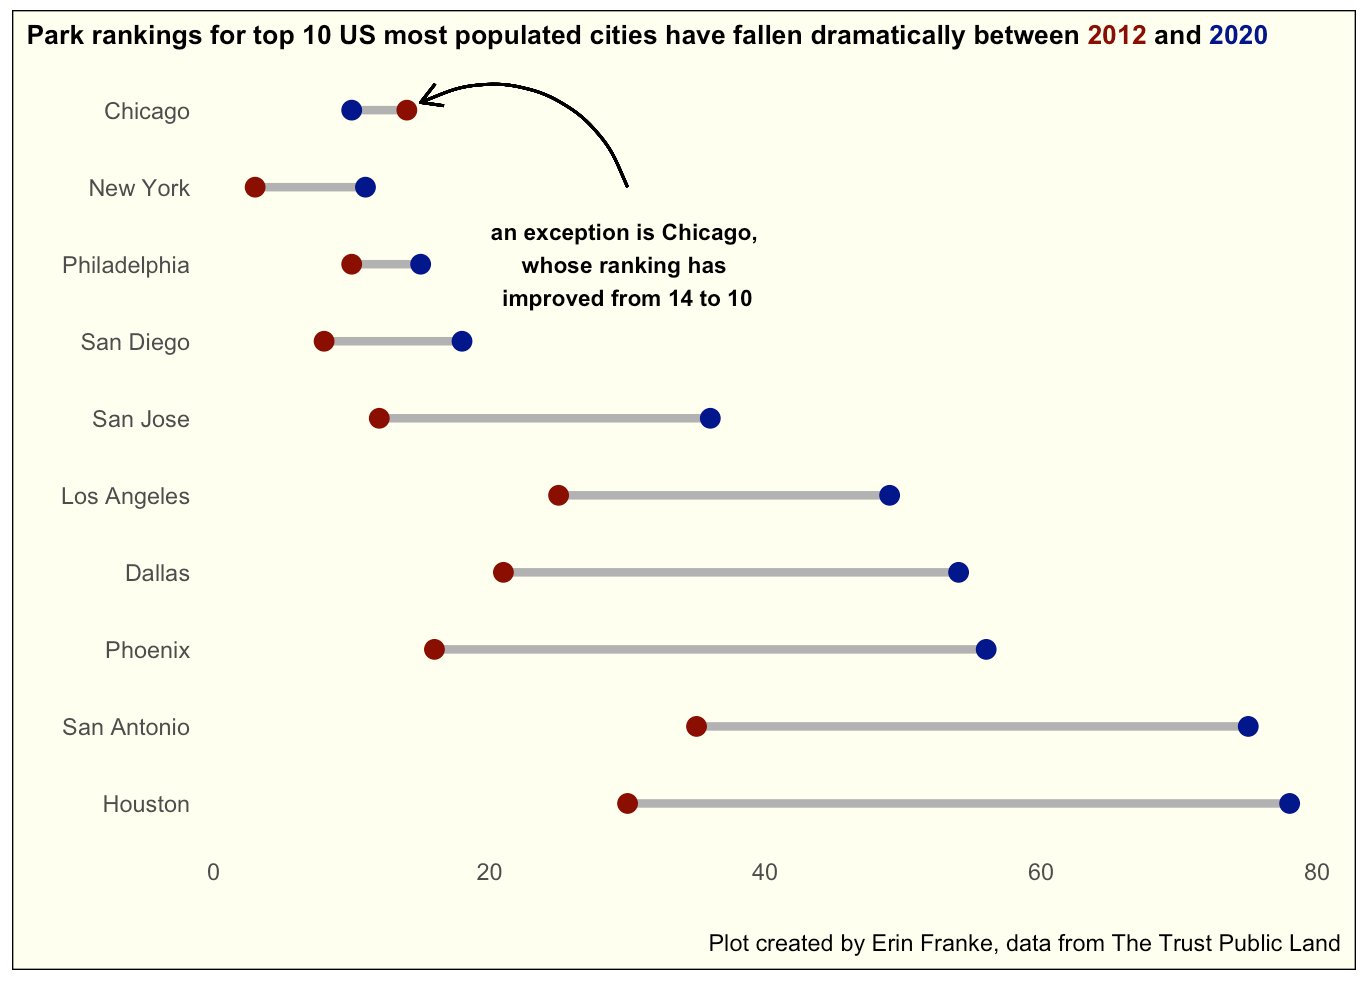 Park rankings for top 10 US most populated cities have fallen dramatically between 2012 and 2020
Chicago
New York
an exception is Chicago,
whose ranking has
improved from 14 to 10
Philadelphia
San Diego
San Jose
Los Angeles
Dallas
Phoenix
San Antonio
Houston
0 20 40 60 80
Plot created by Erin Franke, data from The Trust Public Land